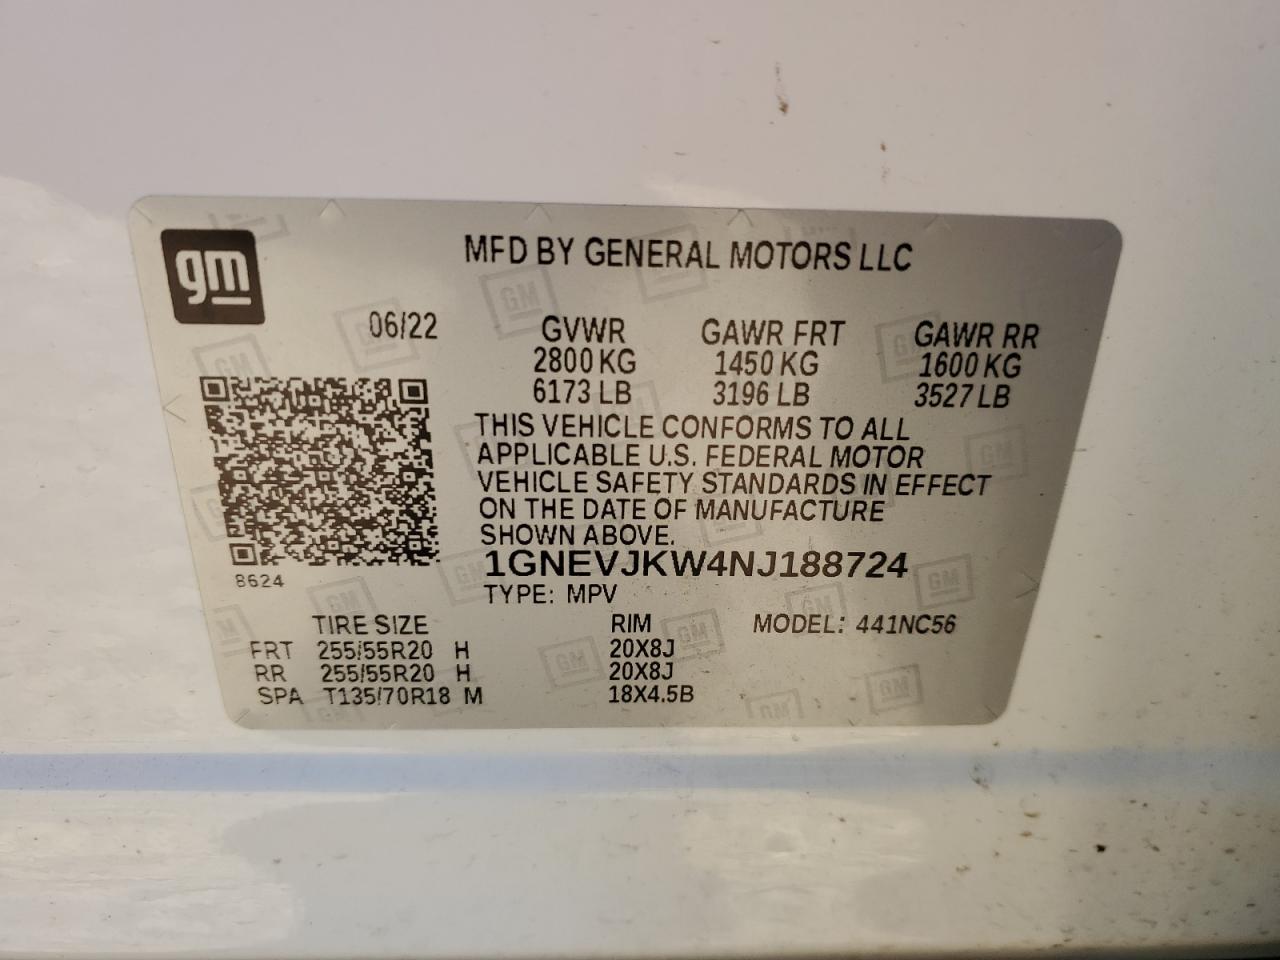 gm
MFD BY GENERAL MOTORS LLC
06/22
GVWR GAWR FRT GAWR RR
2800 KG 1450 KG 1600 KG
6173 LB 3196 LB 3527 LB
THIS VEHICLE CONFORMS TO ALL
APPLICABLE U.S. FEDERAL MOTOR
VEHICLE SAFETY STANDARDS IN EFFECT
ON THE DATE OF MANUFACTURE
SHOWN ABOVE.
1GNEVJKW4NJ188724
8624
TYPE: MPV
TIRE SIZE RIM MODEL: 441NC56
FRT 255/55R20 H 20X8J
RR 255/55R20 H 20X8J
SPA T135/70R18 M 18X4.5B